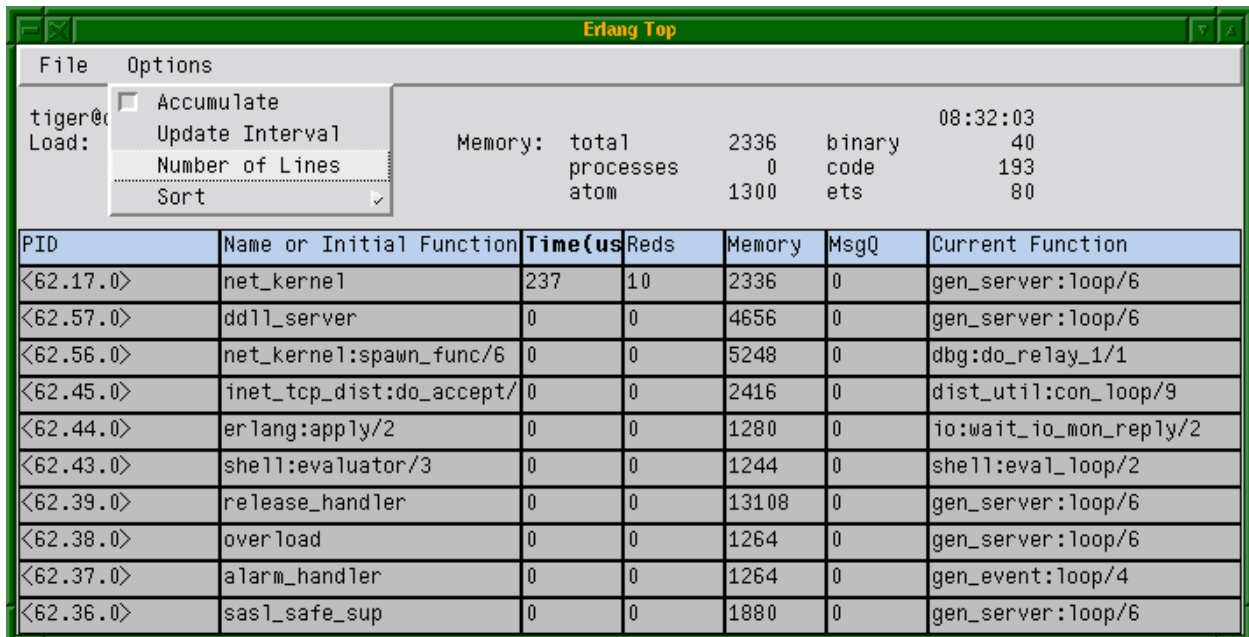 Erlang Top
File Options
Accumulate
Update Interval
Number of Lines
Sort
tiger@
Load:
08:32:03
Memory: total 2336 binary 40
processes 0 code 193
atom 1300 ets 80
PID Name or Initial Function Time(us Reds Memory MsgQ Current Function
<62.17.0> net_kernel 237 10 2336 0 gen_server:loop/6
<62.57.0> ddll_server 0 0 4656 0 gen_server:loop/6
<62.56.0> net_kernel:spawn_func/6 0 0 5248 0 dbg:do_relay_1/1
<62.45.0> inet_tcp_dist:do_accept/ 0 0 2416 0 dist_util:con_loop/9
<62.44.0> erlang:apply/2 0 0 1280 0 io:wait_io_mon_reply/2
<62.43.0> shell:evaluator/3 0 0 1244 0 shell:eval_loop/2
<62.39.0> release_handler 0 0 13108 0 gen_server:loop/6
<62.38.0> overload 0 0 1264 0 gen_server:loop/6
<62.37.0> alarm_handler 0 0 1264 0 gen_event:loop/4
<62.36.0> sasl_safe_sup 0 0 1880 0 gen_server:loop/6